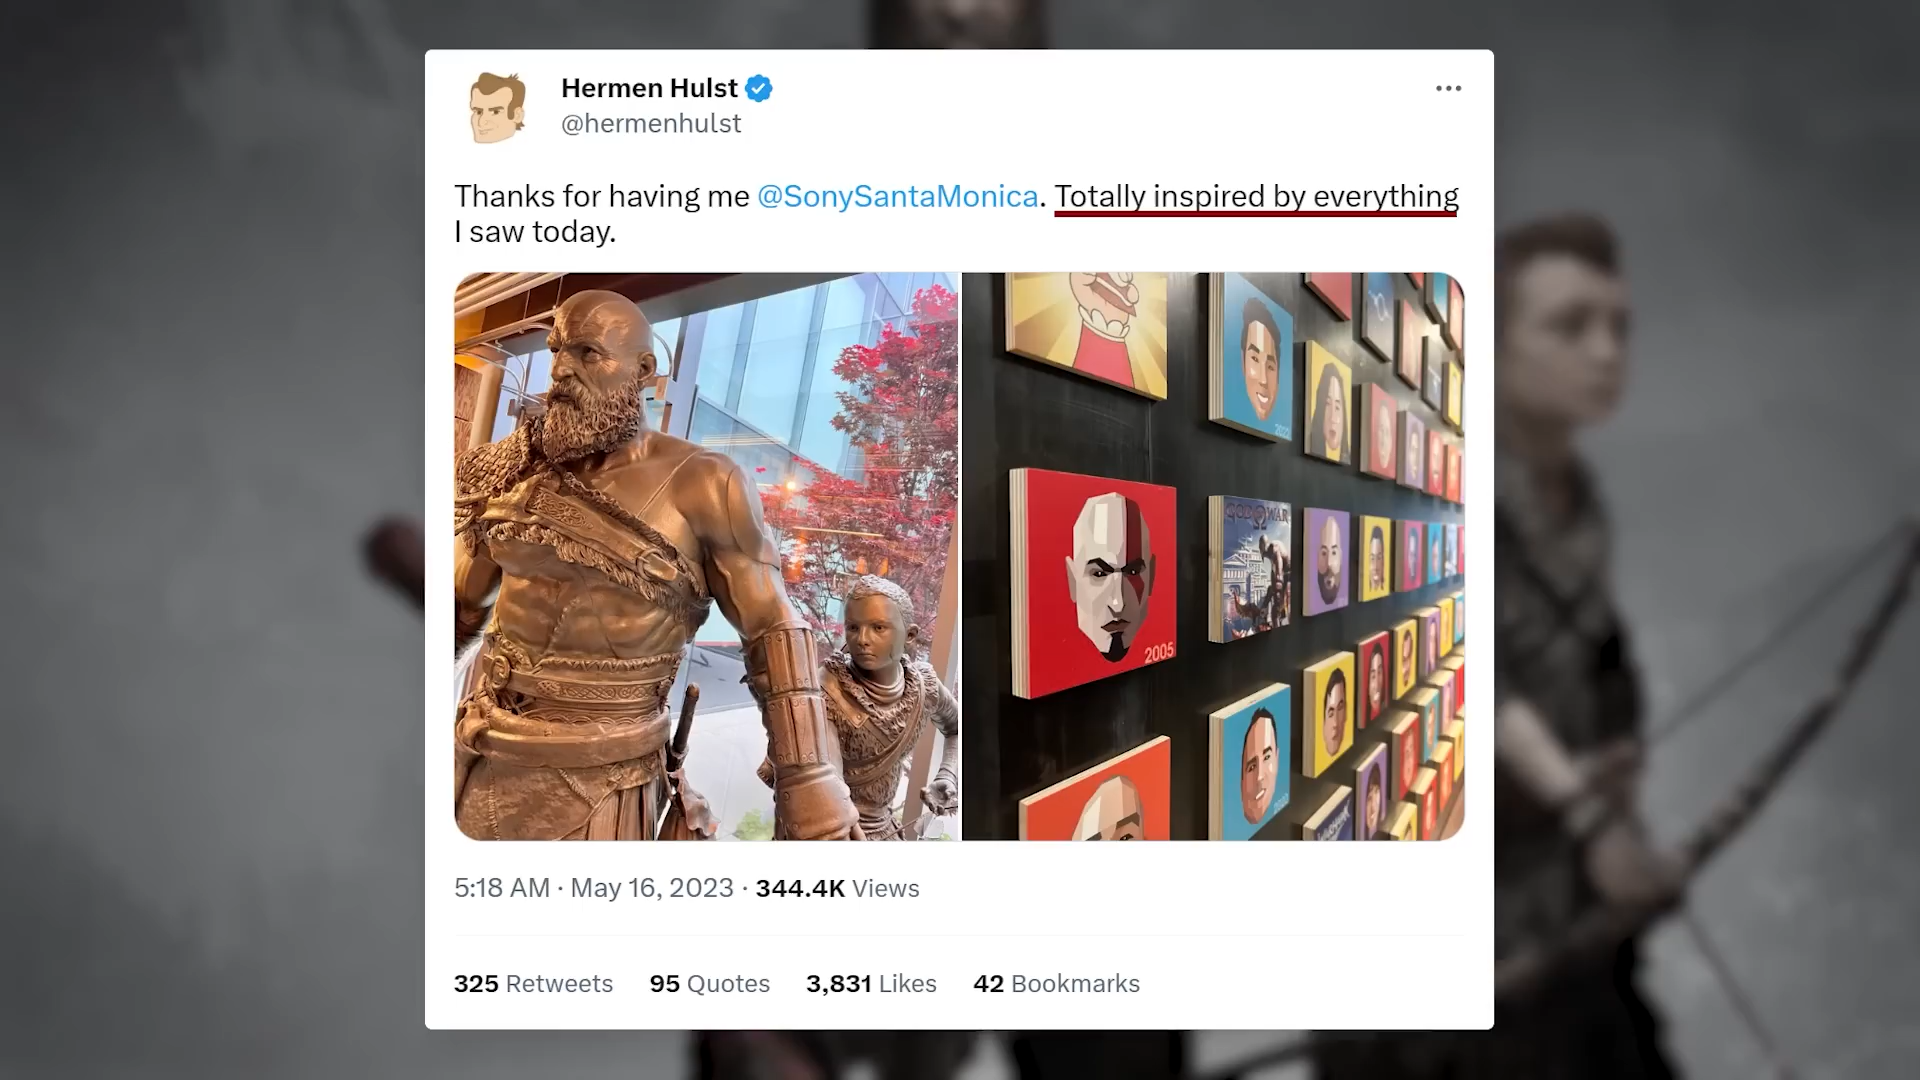 Hermen Hulst
@hermenhulst
Thanks for having me @SonySantaMonica. Totally inspired by everything
I saw today.
GOD WAR
2005
5:18 AM · May 16, 2023 · 344.4K Views
325 Retweets 95 Quotes 3,831 Likes 42 Bookmarks